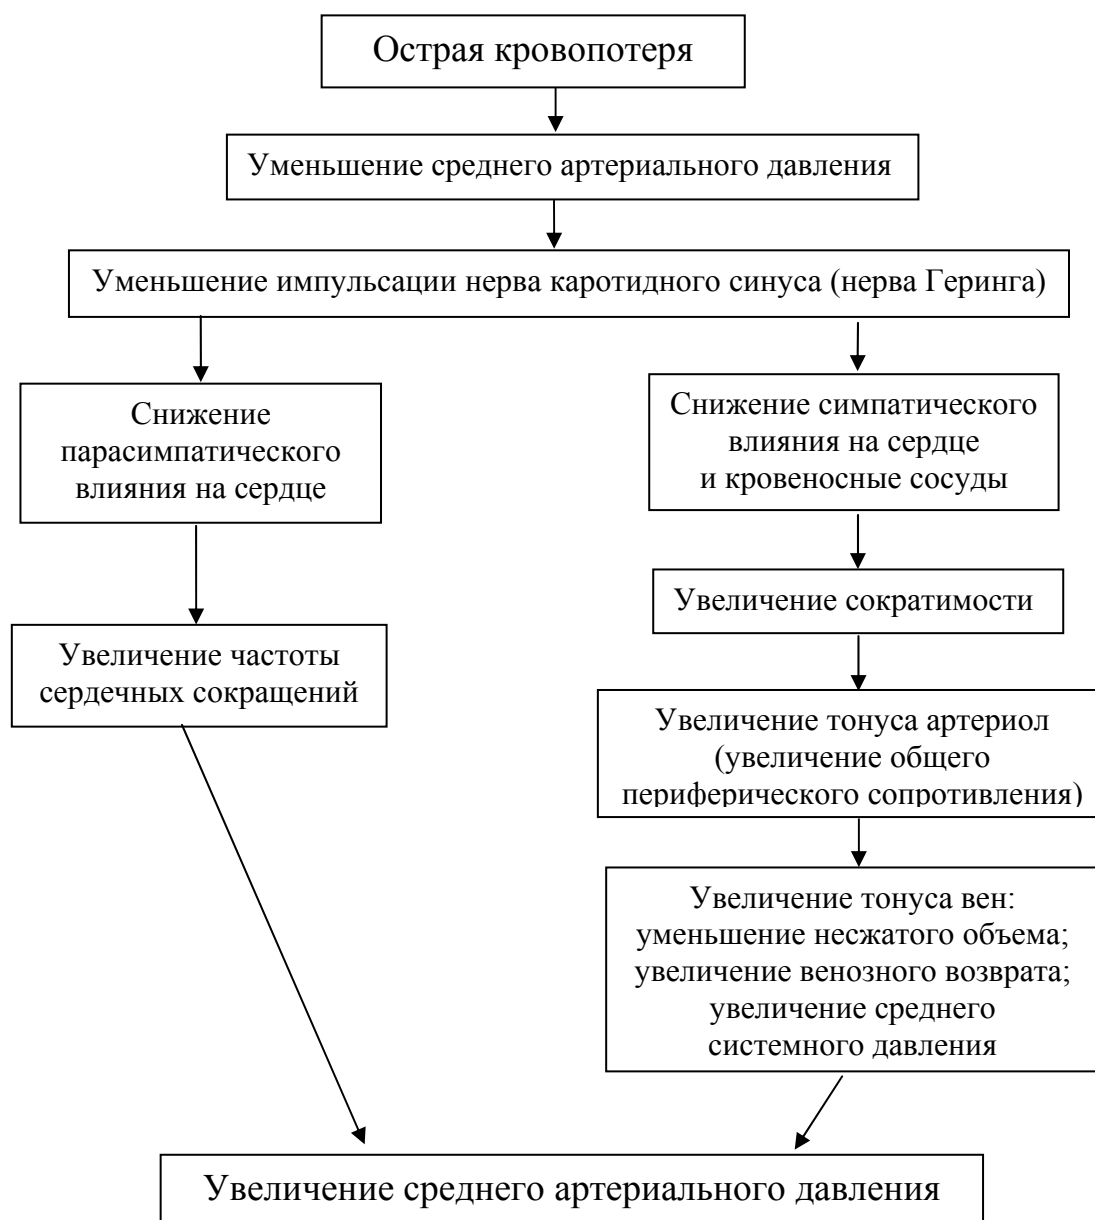 Острая кровопотеря
Уменьшение среднего артериального давления
Уменьшение импульсации нерва каротидного синуса (нерва Геринга)
Снижение
парасимпатического
влияния на сердце
Снижение симпатического
влияния на сердце
и кровеносные сосуды
Увеличение сократимости
Увеличение частоты
сердечных сокращений
Увеличение тонуса артериол
(увеличение общего
периферического сопротивления)
Увеличение тонуса вен:
уменьшение несжатого объема;
увеличение венозного возврата;
увеличение среднего
системного давления
Увеличение среднего артериального давления